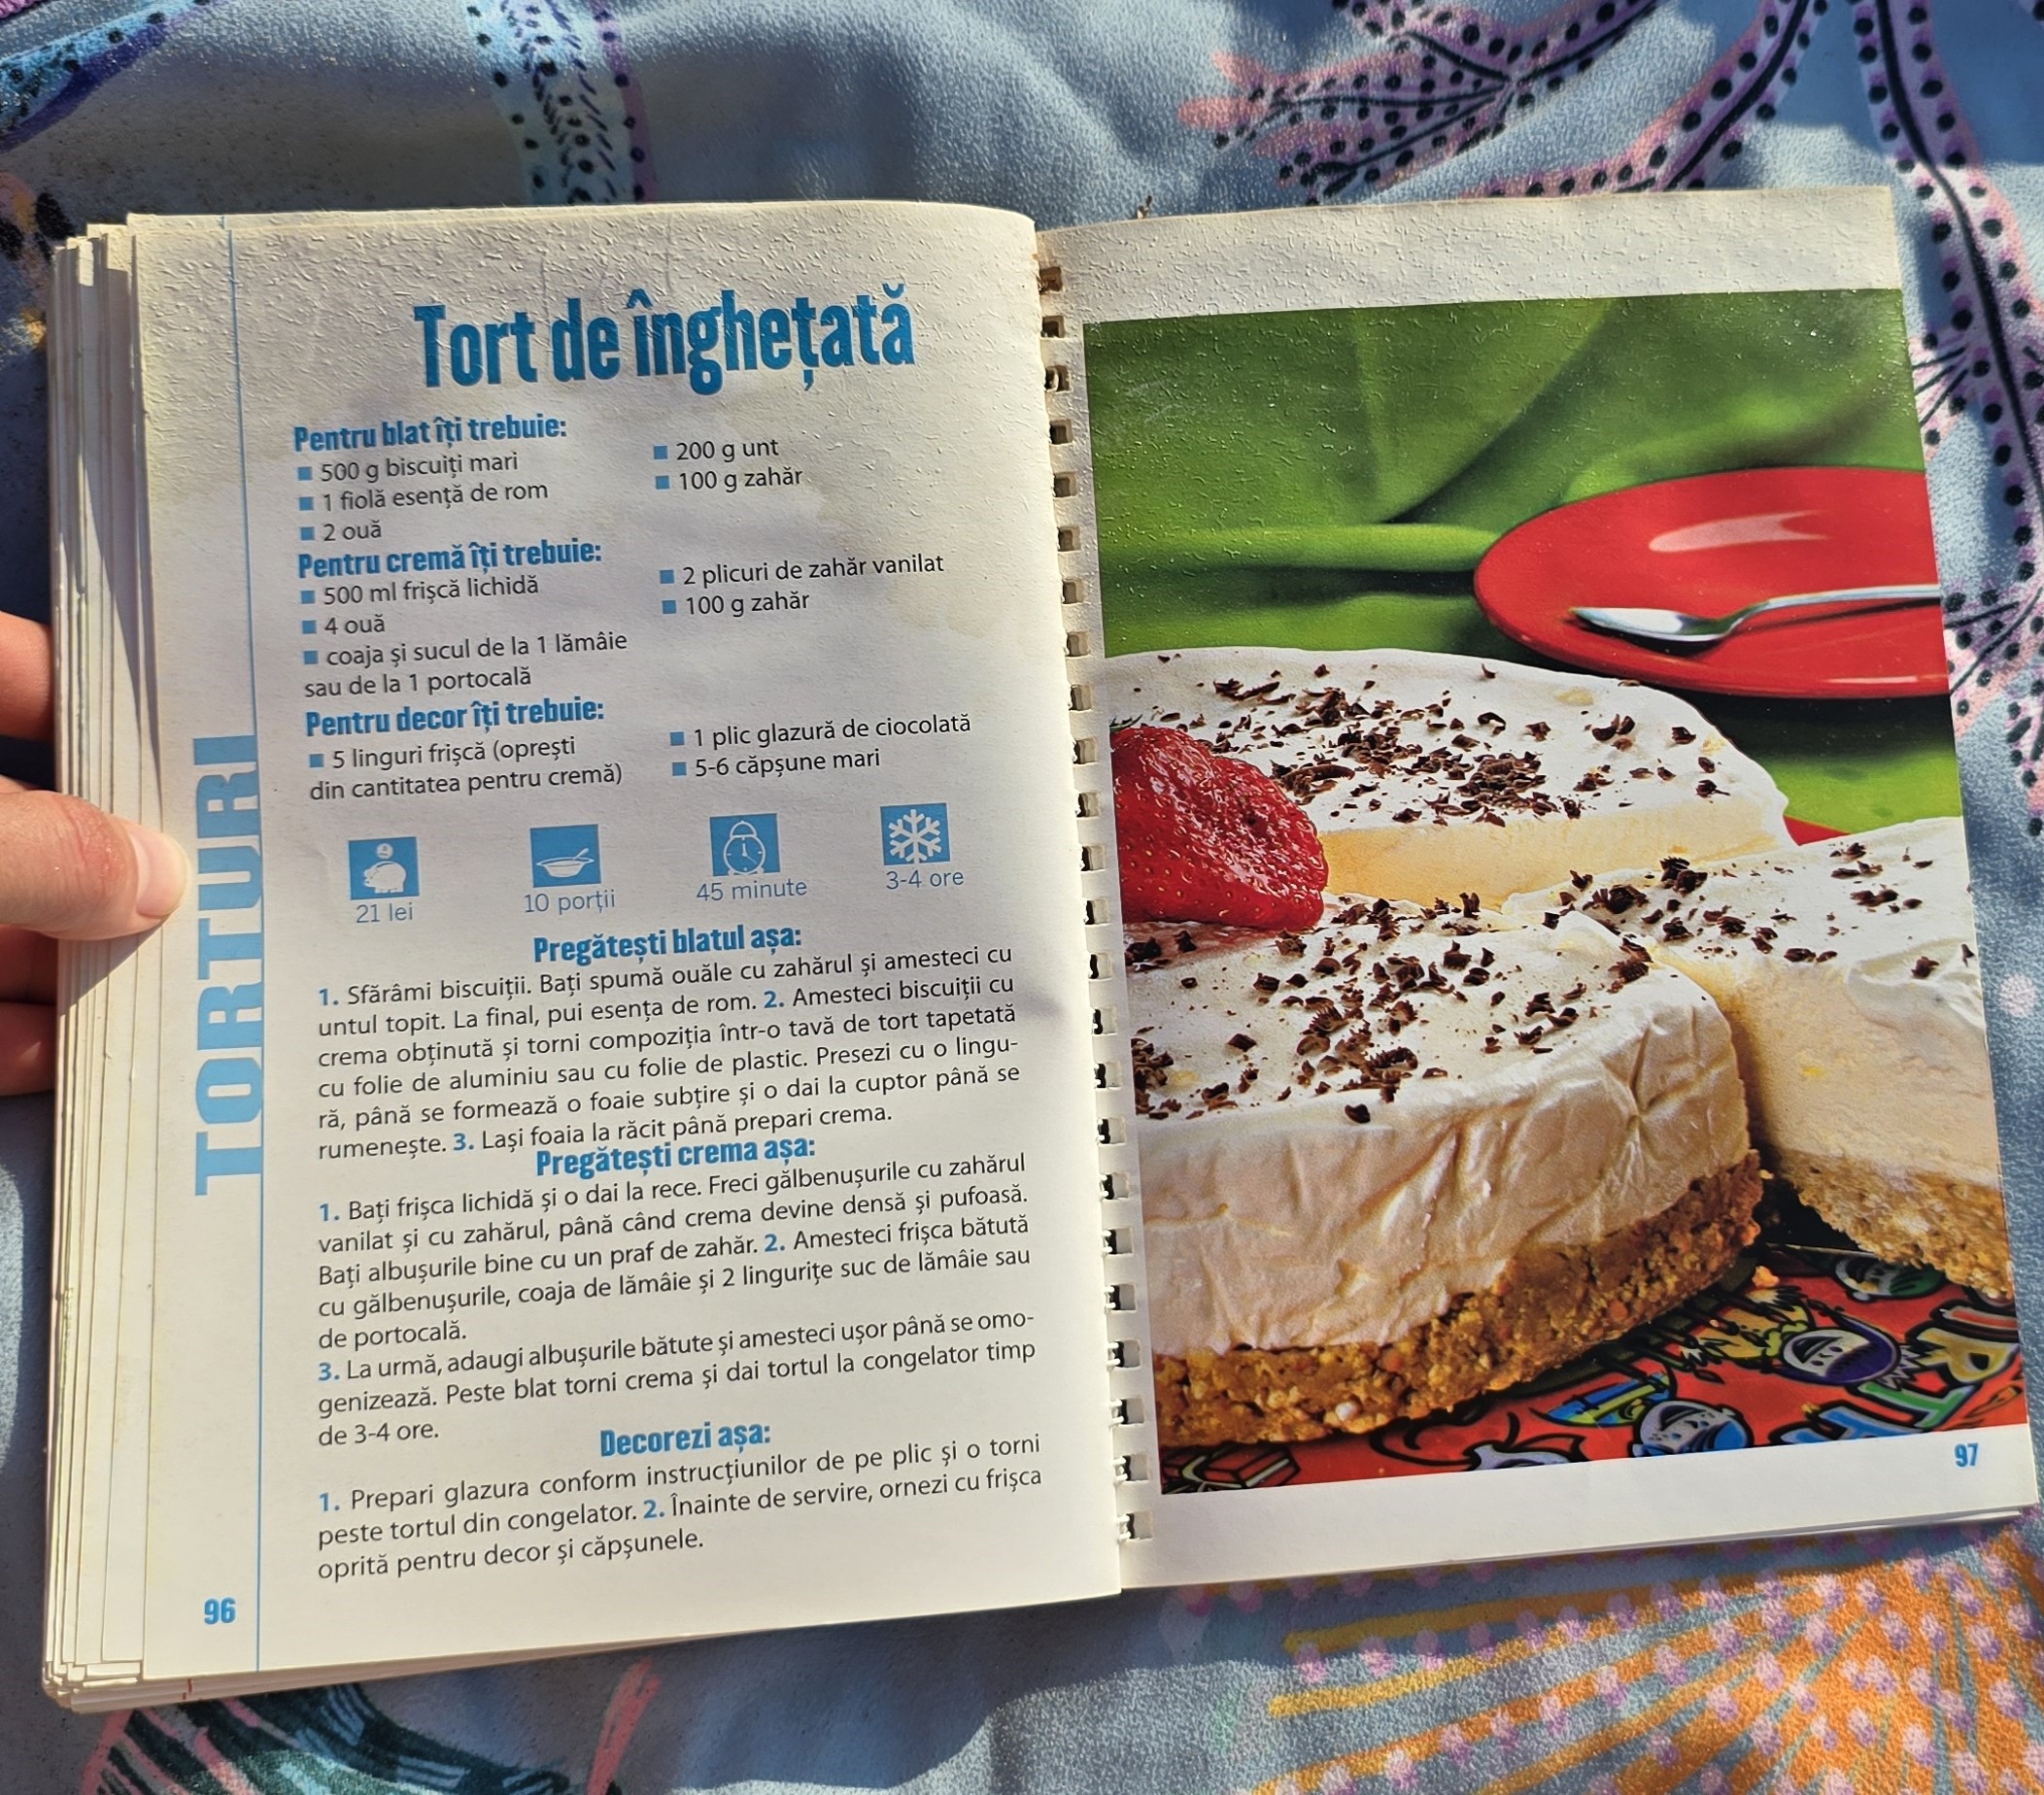 Tort de înghețată
Pentru blat îți trebuie:
500 g biscuiți mari
1 fiolă esență de rom
2 ouă
200 g unt
100 g zahăr
Pentru cremă îți trebuie:
500 ml frișcă lichidă
4 ouă
coaja și sucul de la 1 lămâie
sau de la 1 portocală
2 plicuri de zahăr vanilat
100 g zahăr
Pentru decor îți trebuie:
5 linguri frișcă (oprești
din cantitatea pentru cremă)
1 plic glazură de ciocolată
5-6 căpșune mari
21 lei
10 porții
45 minute
3-4 ore
Pregătești blatul așa:
1. Sfărâmi biscuiții. Bați spumă ouăle cu zahărul și amesteci cu
untul topit. La final, pui esența de rom. 2. Amesteci biscuiții cu
crema obținută și torni compoziția într-o tavă de tort tapetată
cu folie de aluminiu sau cu folie de plastic. Presezi cu o lingu-
ră, până se formează o foaie subțire și o dai la cuptor până se
rumenește. 3. Lași foaia la răcit până prepari crema.
Pregătești crema așa:
1. Bați frișca lichidă și o dai la rece. Freci gălbenușurile cu zahărul
vanilat și cu zahărul, până când crema devine densă și pufoasă.
Bați albușurile bine cu un praf de zahăr. 2. Amesteci frișca bătută
cu gălbenușurile, coaja de lămâie și 2 lingurițe suc de lămâie sau
de portocală.
3. La urmă, adaugi albușurile bătute și amesteci ușor până se omo-
genizează. Peste blat torni crema și dai tortul la congelator timp
de 3-4 ore.
Decorezi așa:
1. Prepari glazura conform instrucțiunilor de pe plic și o torni
peste tortul din congelator. 2. Înainte de servire, ornezi cu frișca
oprită pentru decor și căpșunele.
TORTURI
96
97